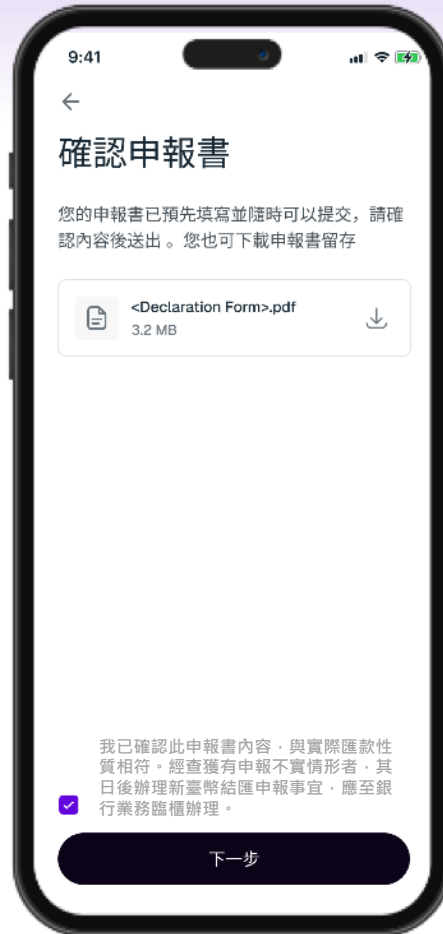 9:41
確認申報書
您的申報書已預先填寫並隨時可以提交，請確
認內容後送出。您也可下載申報書留存
<Declaration Form>.pdf
3.2 MB
我已確認此申報書內容，與實際匯款性
質相符。經查獲有申報不實情形者，其
日後辦理新臺幣結匯申報事宜，應至銀
行業務臨櫃辦理。
下一步